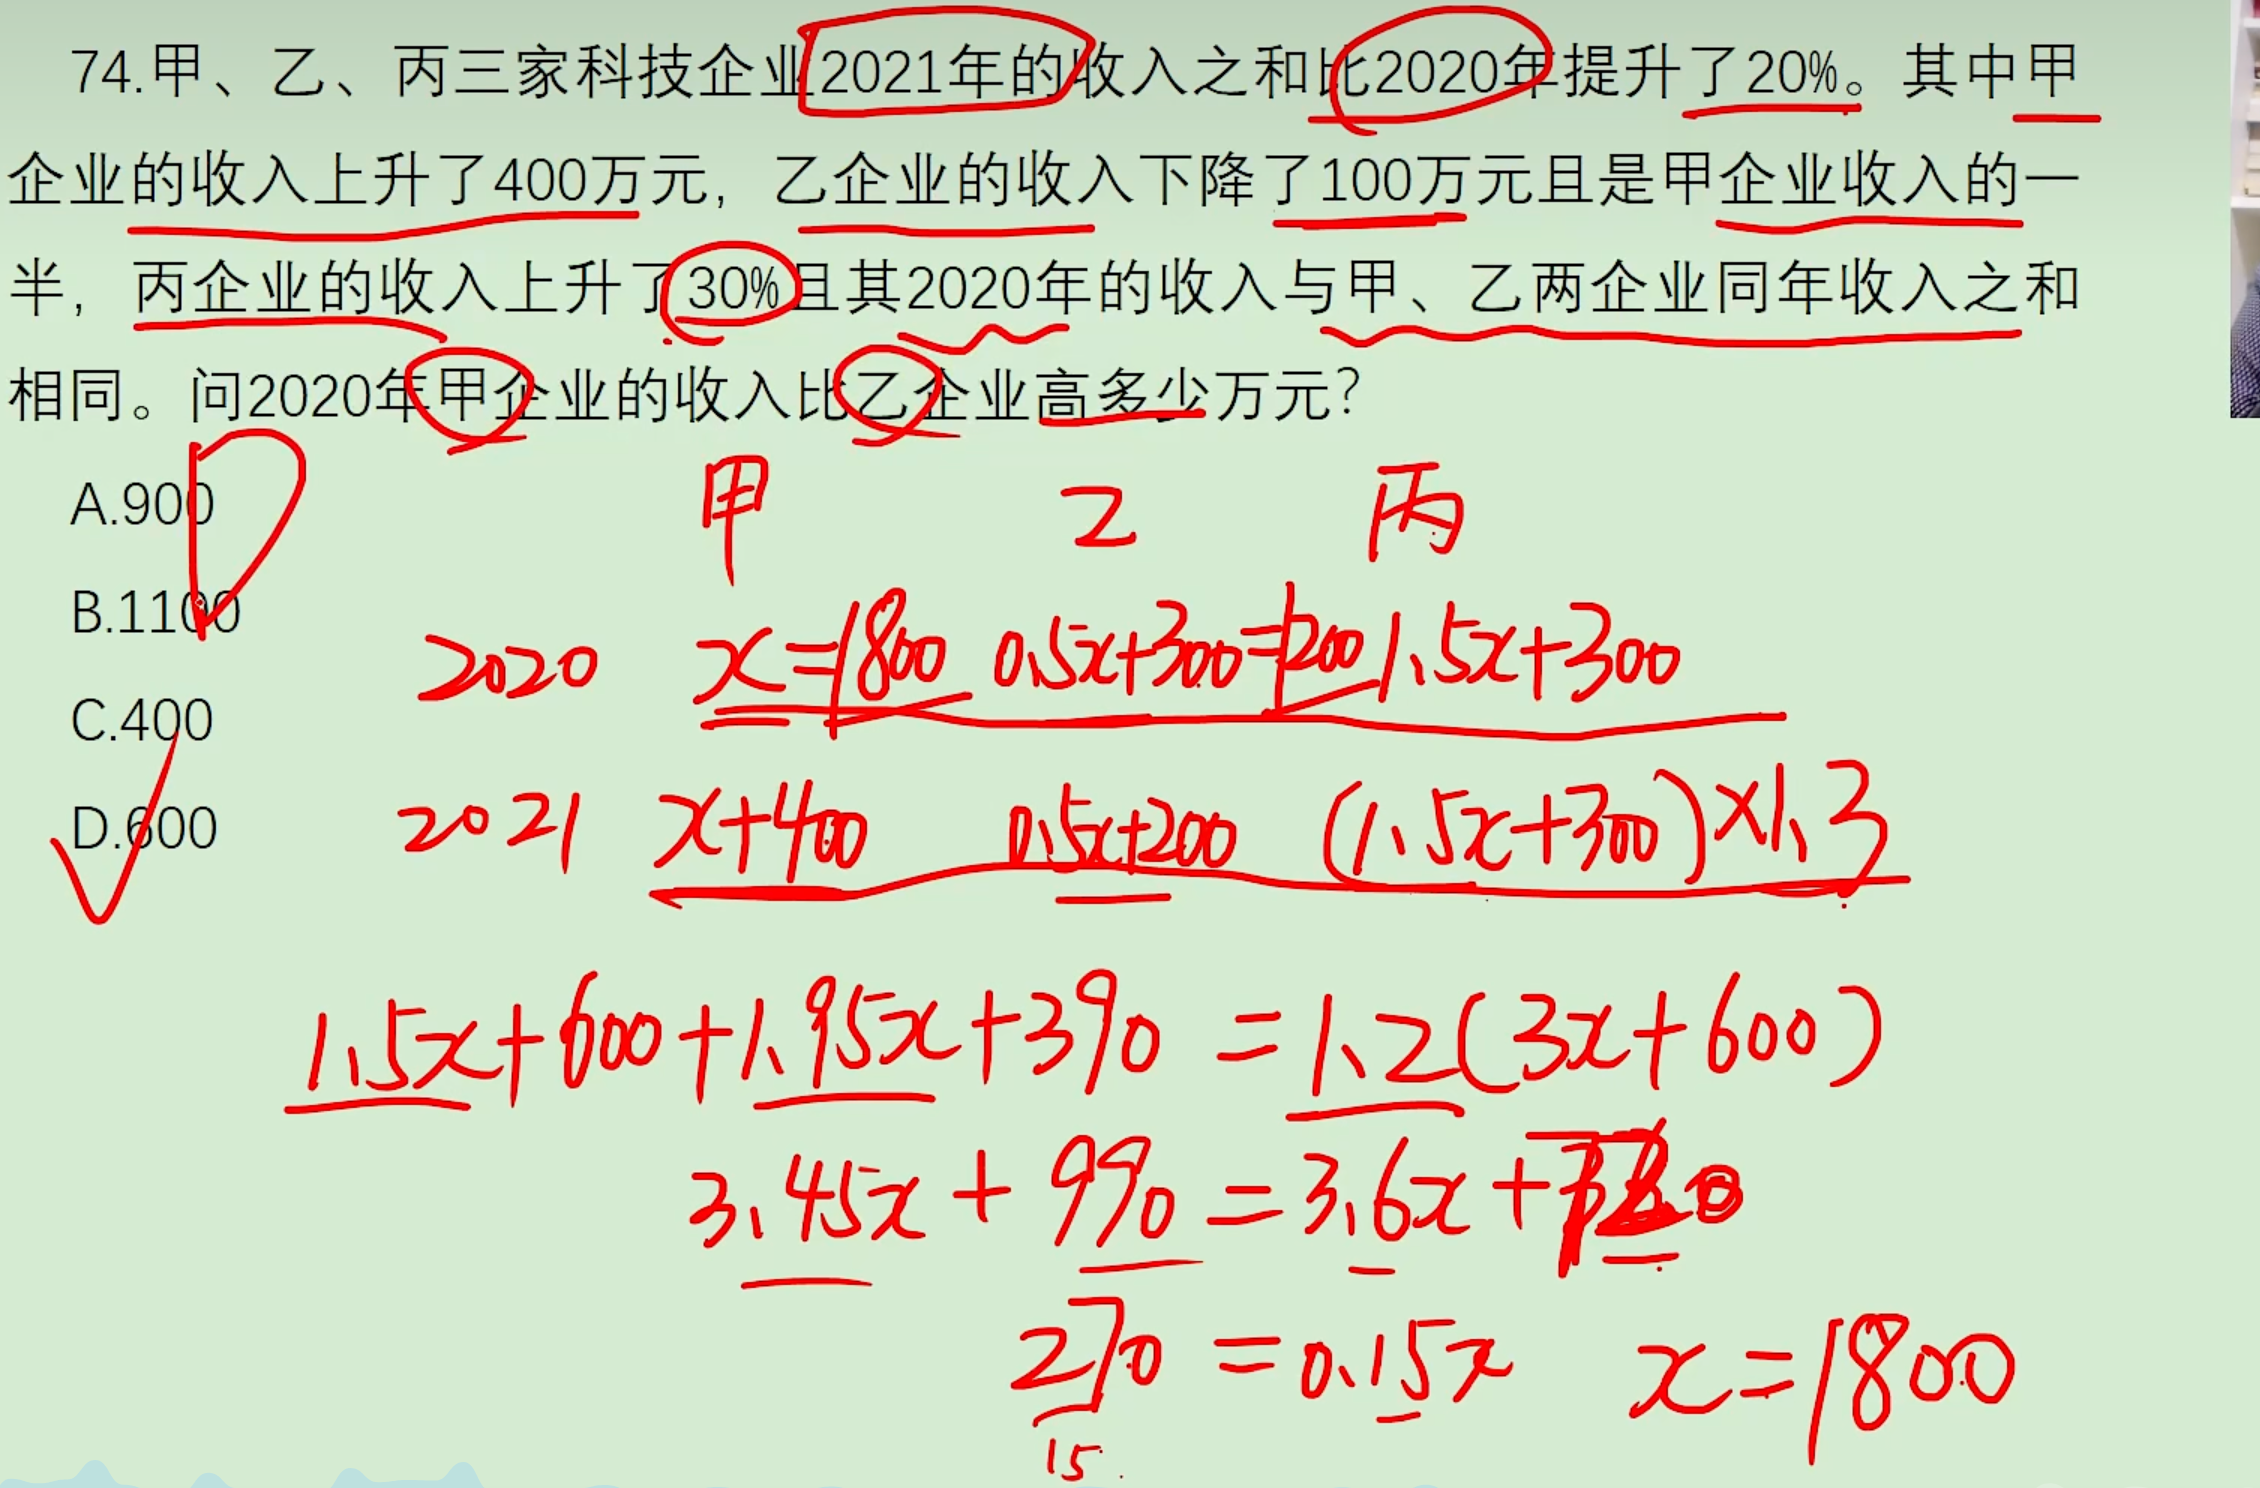 74.甲、乙、丙三家科技企业2021年的收入之和比2020年提升了20%。其中甲
企业的收入上升了400万元，乙企业的收入下降了100万元且是甲企业收入的一
半，丙企业的收入上升了30%且其2020年的收入与甲、乙两企业同年收入之和
相同。问2020年甲企业的收入比乙企业高多少万元？
A.900
B.1100
C.400
D.600
甲 乙 丙
2020 x=1800 0.5x+300=1200 1.5x+300
2021 x+400 0.5x+200 (1.5x+300)×1.3
1.5x+600+1.95x+390=1.2(3x+600)
3.45x+990=3.6x+720
270=0.15x x=1800
15